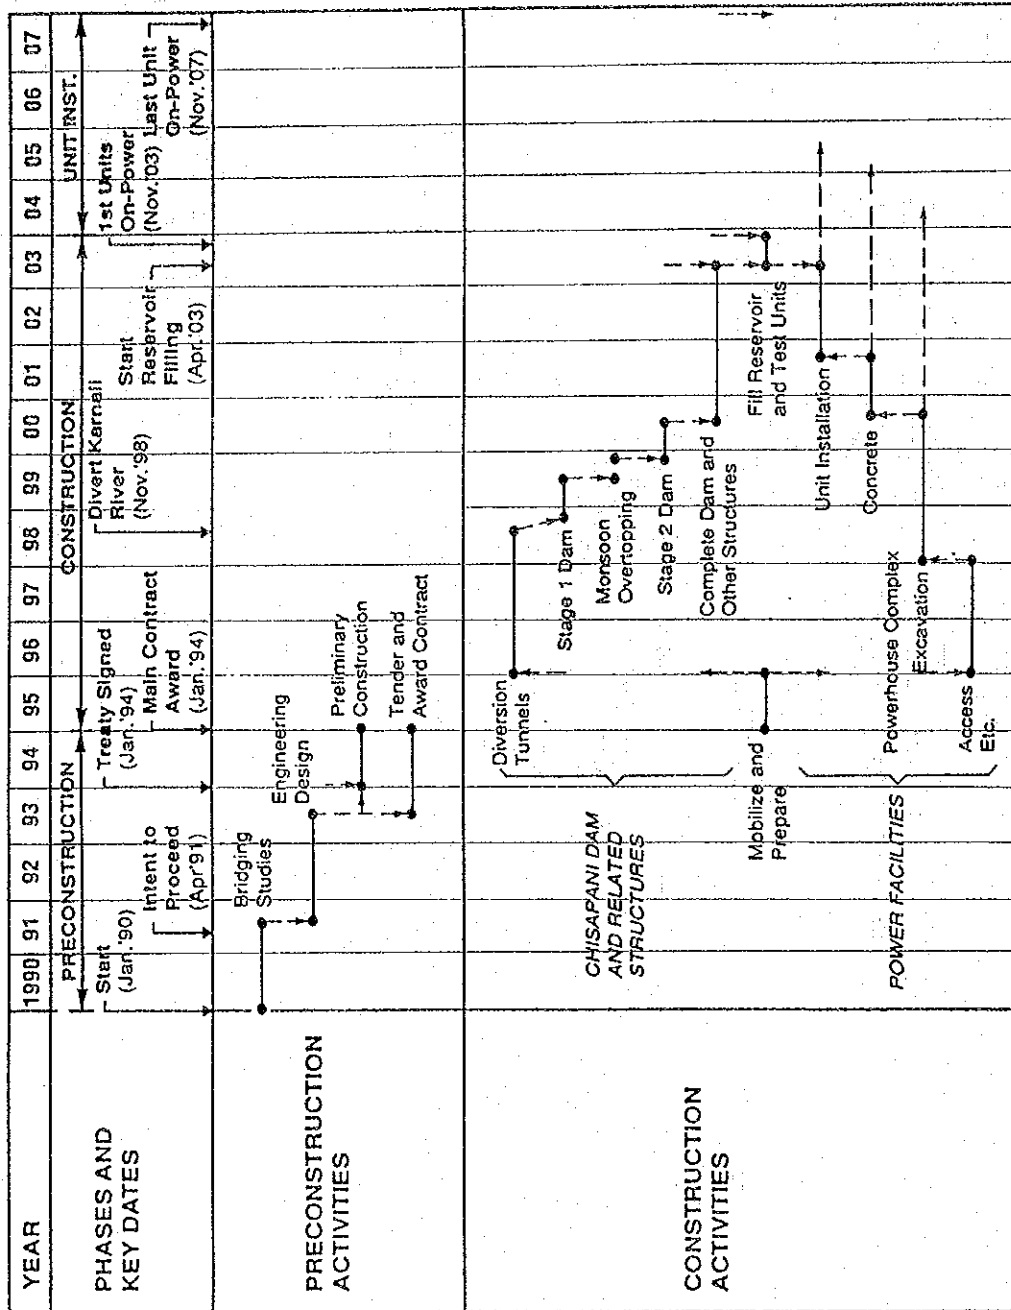 YEAR
1990
91
92
93
94
95
96
97
98
99
00
01
02
03
04
05
06
07
PHASES AND
KEY DATES
PRECONSTRUCTION
CONSTRUCTION
UNIT INST.
Start
(Jan.'90)
Intent to
Proceed
(Apr'91)
Treaty Signed
(Jan.'94)
Main Contract
Award
(Jan.'94)
Divert Karnali
River
(Nov.'98)
Start
Reservoir
Filling
(Apr.'03)
1st Units
On-Power
(Nov.'03)
Last Unit
On-Power
(Nov.'07)
PRECONSTRUCTION
ACTIVITIES
Bridging
Studies
Engineering
Design
Preliminary
Construction
Tender and
Award Contract
CONSTRUCTION
ACTIVITIES
CHISAPANI DAM
AND RELATED
STRUCTURES
Diversion
Tunnels
Stage 1 Dam
Monsoon
Overtopping
Stage 2 Dam
Complete Dam and
Other Structures
Mobilize and
Prepare
Fill Reservoir
and Test Units
POWER FACILITIES
Unit Installation
Concrete
Powerhouse Complex
Excavation
Access
Etc.